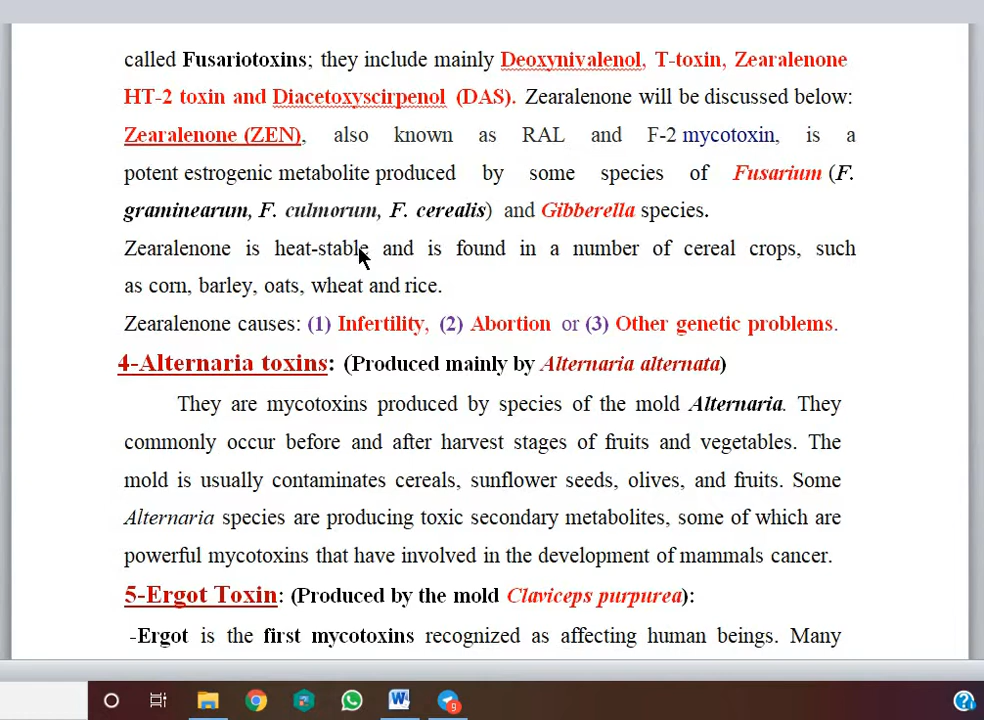 called Fusariotoxins; they include mainly Deoxynivalenol, T-toxin, Zearalenone
HT-2 toxin and Diacetoxyscirpenol (DAS). Zearalenone will be discussed below:
Zearalenone (ZEN), also known as RAL and F-2 mycotoxin, is a
potent estrogenic metabolite produced by some species of Fusarium (F.
graminearum, F. culmorum, F. cerealis) and Gibberella species.
Zearalenone is heat-stable and is found in a number of cereal crops, such
as corn, barley, oats, wheat and rice.
Zearalenone causes: (1) Infertility, (2) Abortion or (3) Other genetic problems.
4-Alternaria toxins: (Produced mainly by Alternaria alternata)
They are mycotoxins produced by species of the mold Alternaria. They
commonly occur before and after harvest stages of fruits and vegetables. The
mold is usually contaminates cereals, sunflower seeds, olives, and fruits. Some
Alternaria species are producing toxic secondary metabolites, some of which are
powerful mycotoxins that have involved in the development of mammals cancer.
5-Ergot Toxin: (Produced by the mold Claviceps purpurea):
-Ergot is the first mycotoxins recognized as affecting human beings. Many
W
9
?